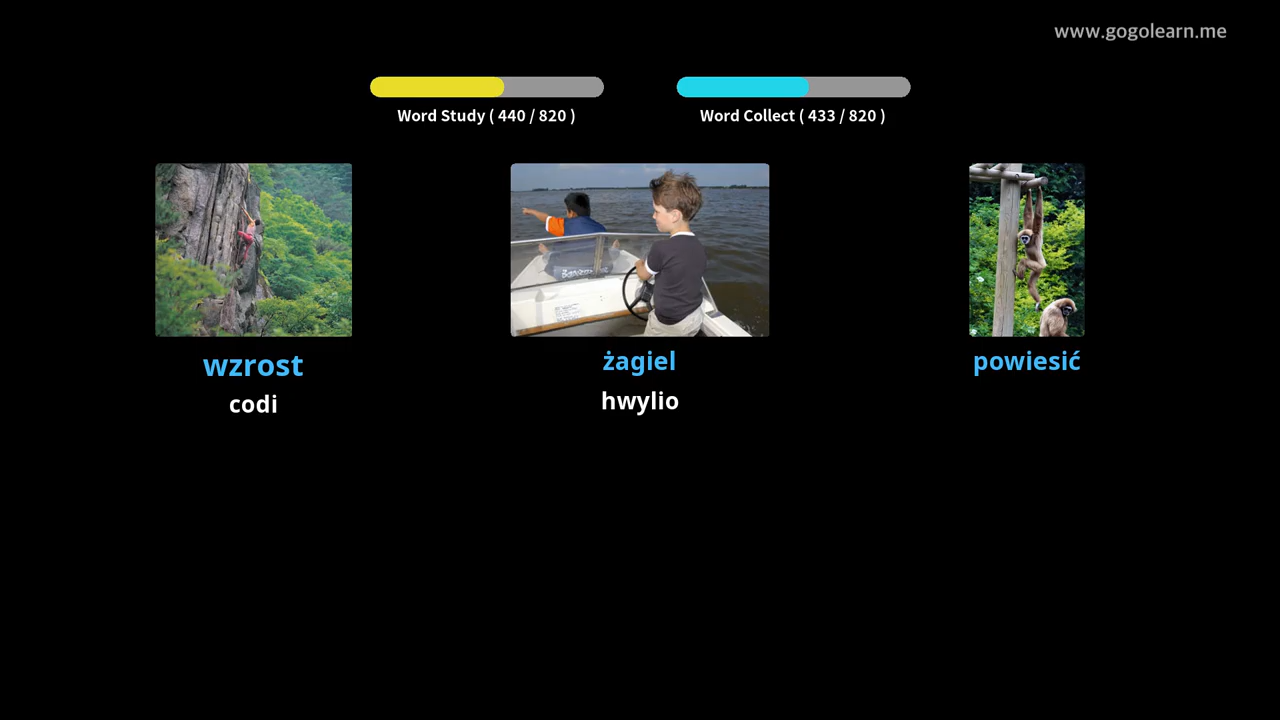 www.gogolearn.me
Word Study ( 440 / 820 )
Word Collect ( 433 / 820 )
wzrost
codi
żagiel
hwylio
powiesić